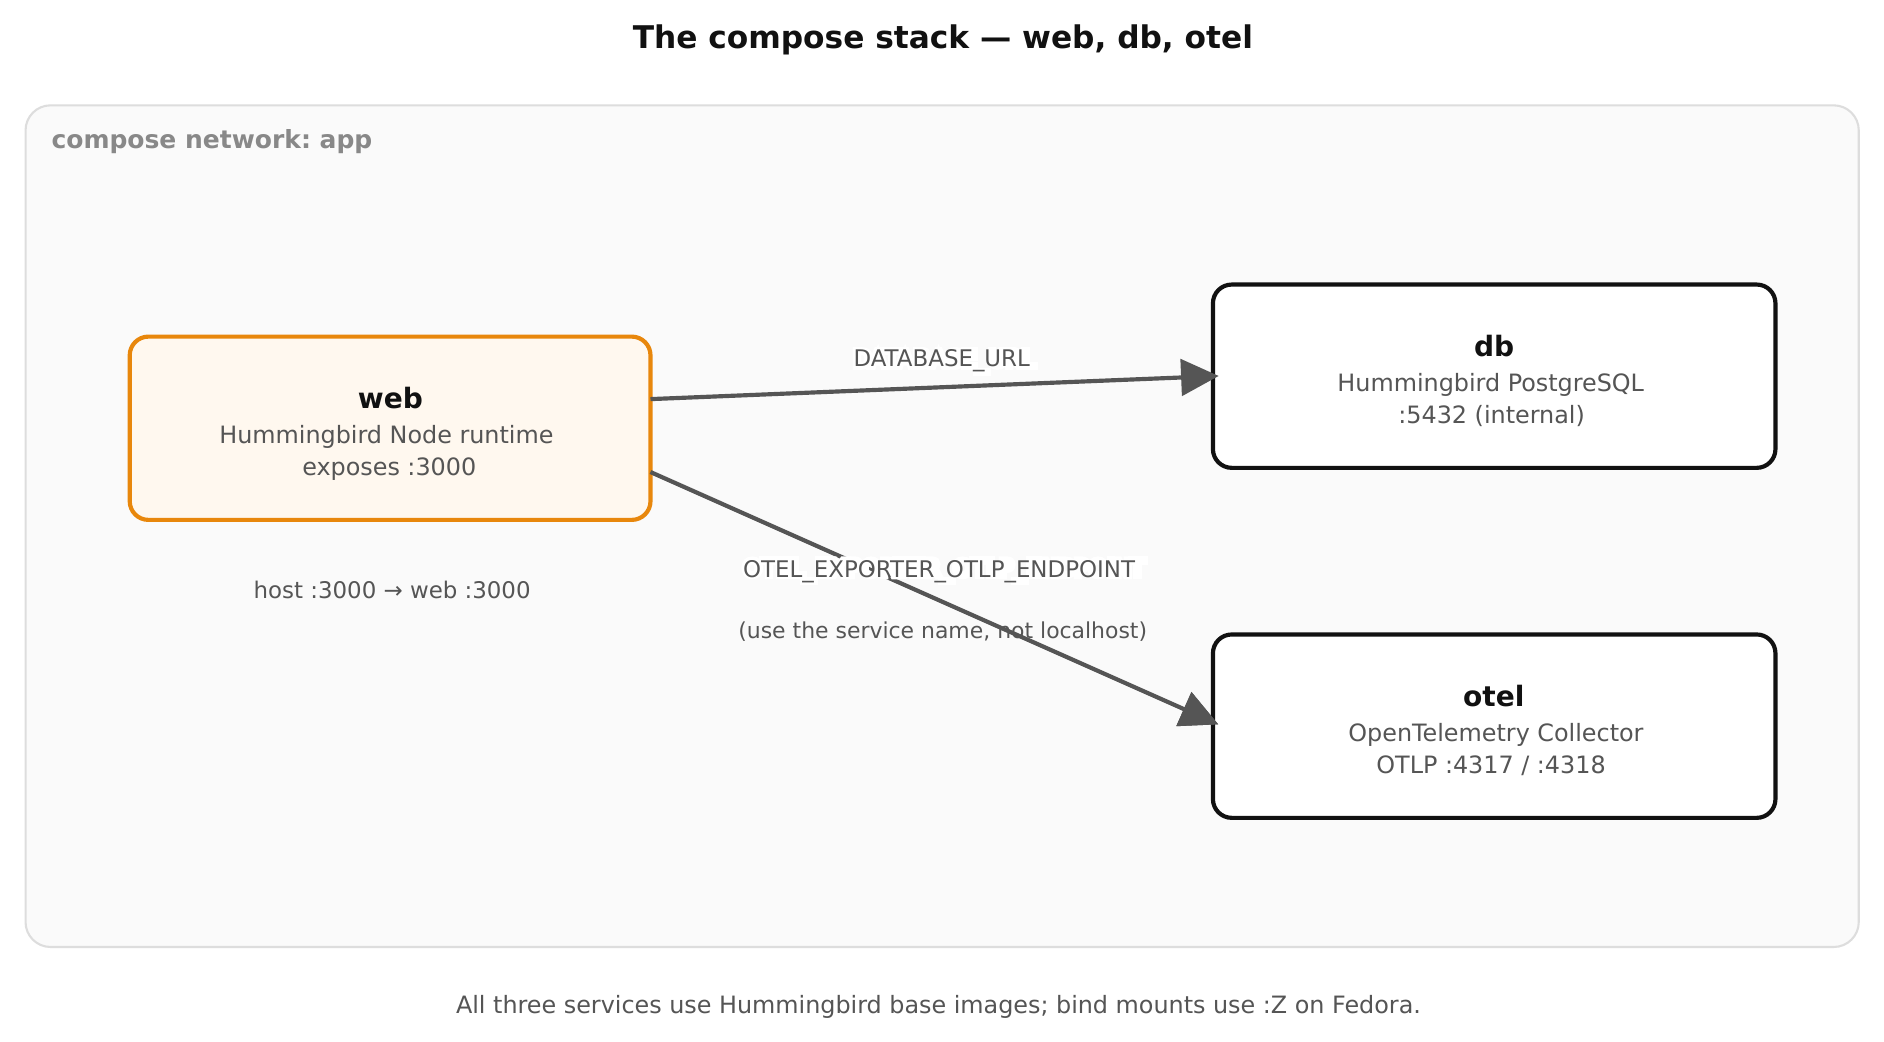 The compose stack — web, db, otel
compose network: app
web
Hummingbird Node runtime
exposes :3000
host :3000 → web :3000
DATABASE_URL
OTEL_EXPORTER_OTLP_ENDPOINT
(use the service name, not localhost)
db
Hummingbird PostgreSQL
:5432 (internal)
otel
OpenTelemetry Collector
OTLP :4317 / :4318
All three services use Hummingbird base images; bind mounts use :Z on Fedora.